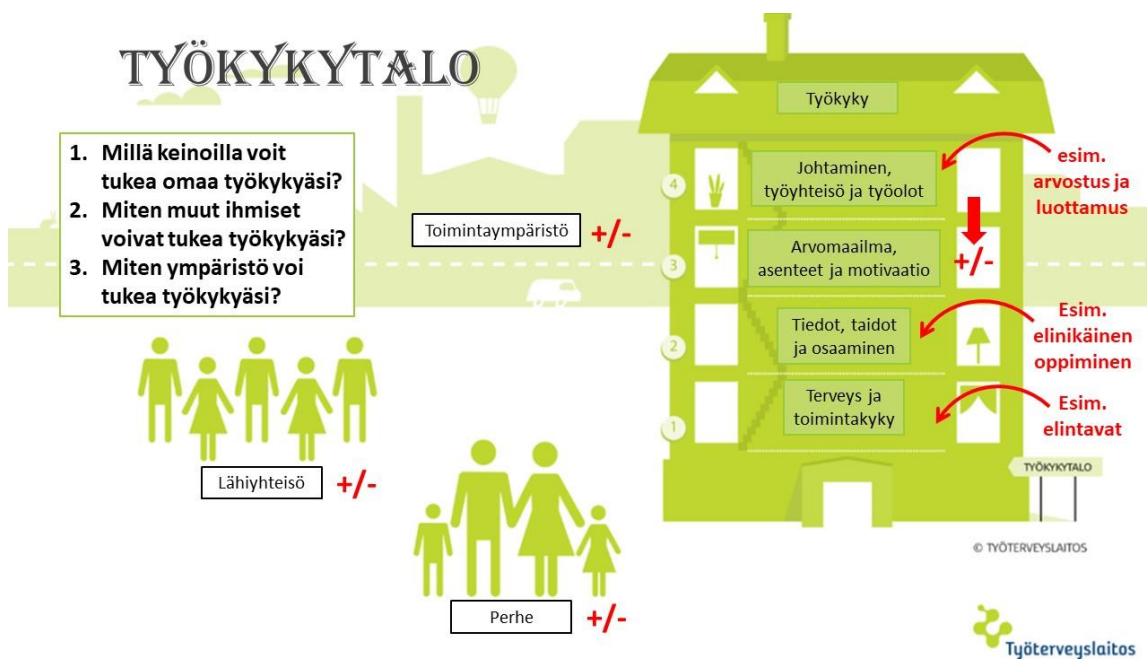 TYÖKYKYTALO
1. Millä keinoilla voit
tukea omaa työkykyäsi?
2. Miten muut ihmiset
voivat tukea työkykyäsi?
3. Miten ympäristö voi
tukea työkykyäsi?
Toimintaympäristö +/-
Lähiyhteisö +/-
Perhe +/-
Työkyky
4
Johtaminen,
työyhteisö ja työolot
esim.
arvostus ja
luottamus
3
Arvomaailma,
asenteet ja motivaatio
+/-
2
Tiedot, taidot
ja osaaminen
Esim.
elinikäinen
oppiminen
1
Terveys ja
toimintakyky
Esim.
elintavat
TYÖKYKYTALO
© TYÖTERVEYSLAITOS
Työterveyslaitos